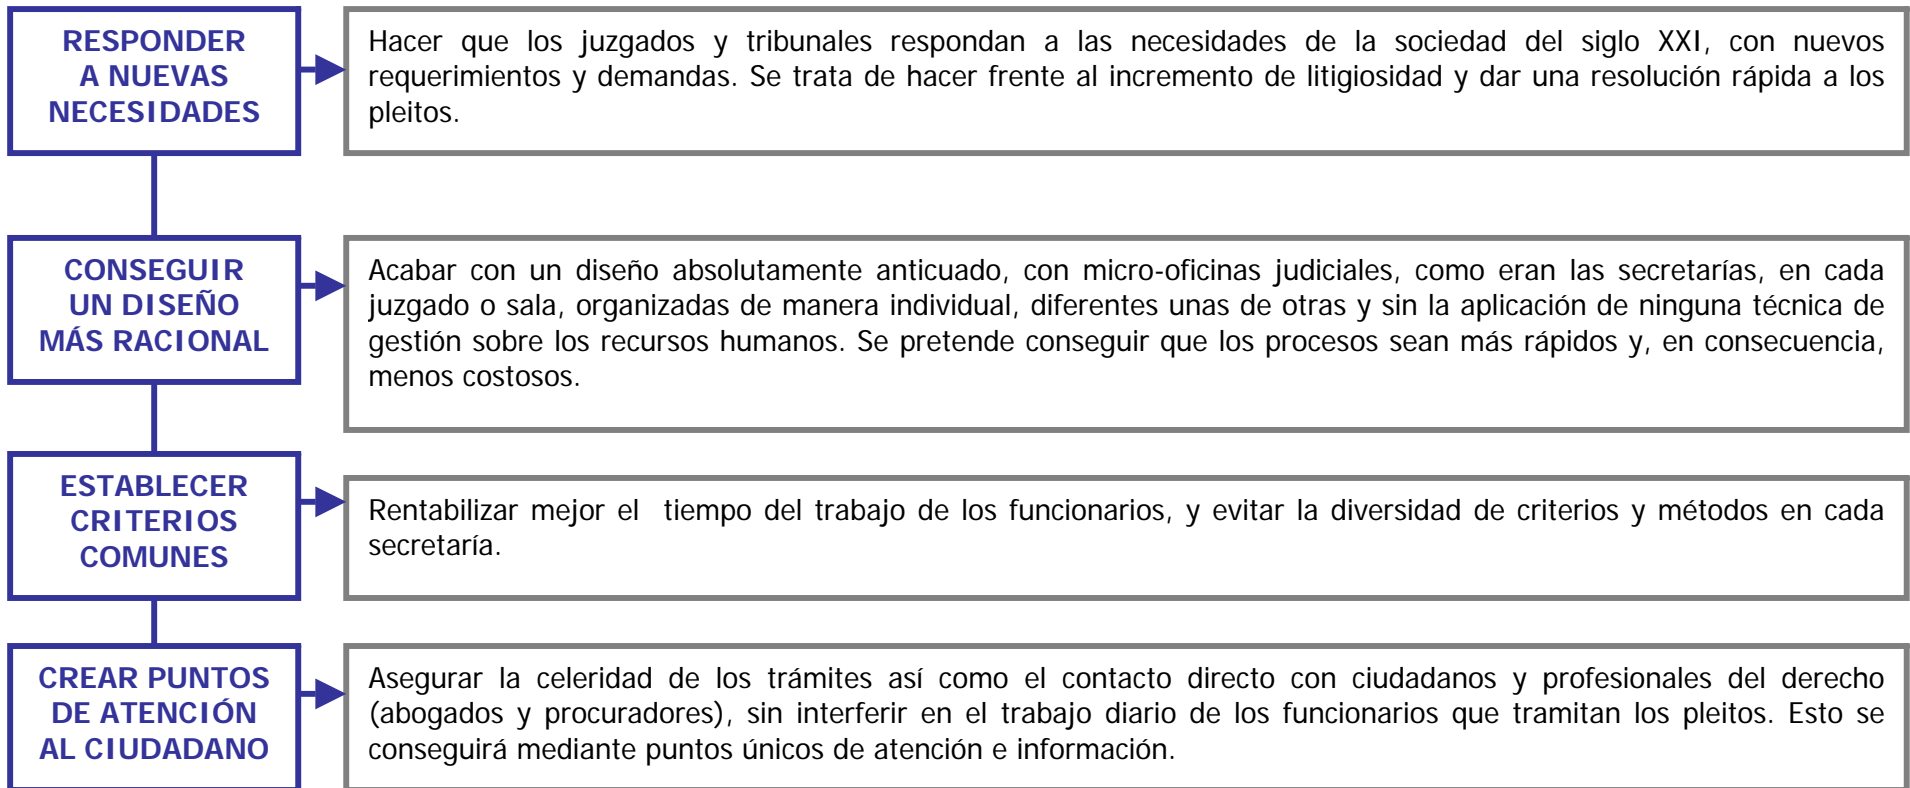 RESPONDER
A NUEVAS
NECESIDADES
Hacer que los juzgados y tribunales respondan a las necesidades de la sociedad del siglo XXI, con nuevos
requerimientos y demandas. Se trata de hacer frente al incremento de litigiosidad y dar una resolución rápida a los
pleitos.
CONSEGUIR
UN DISEÑO
MÁS RACIONAL
Acabar con un diseño absolutamente anticuado, con micro-oficinas judiciales, como eran las secretarías, en cada
juzgado o sala, organizadas de manera individual, diferentes unas de otras y sin la aplicación de ninguna técnica de
gestión sobre los recursos humanos. Se pretende conseguir que los procesos sean más rápidos y, en consecuencia,
menos costosos.
ESTABLECER
CRITERIOS
COMUNES
Rentabilizar mejor el tiempo del trabajo de los funcionarios, y evitar la diversidad de criterios y métodos en cada
secretaría.
CREAR PUNTOS
DE ATENCIÓN
AL CIUDADANO
Asegurar la celeridad de los trámites así como el contacto directo con ciudadanos y profesionales del derecho
(abogados y procuradores), sin interferir en el trabajo diario de los funcionarios que tramitan los pleitos. Esto se
conseguirá mediante puntos únicos de atención e información.